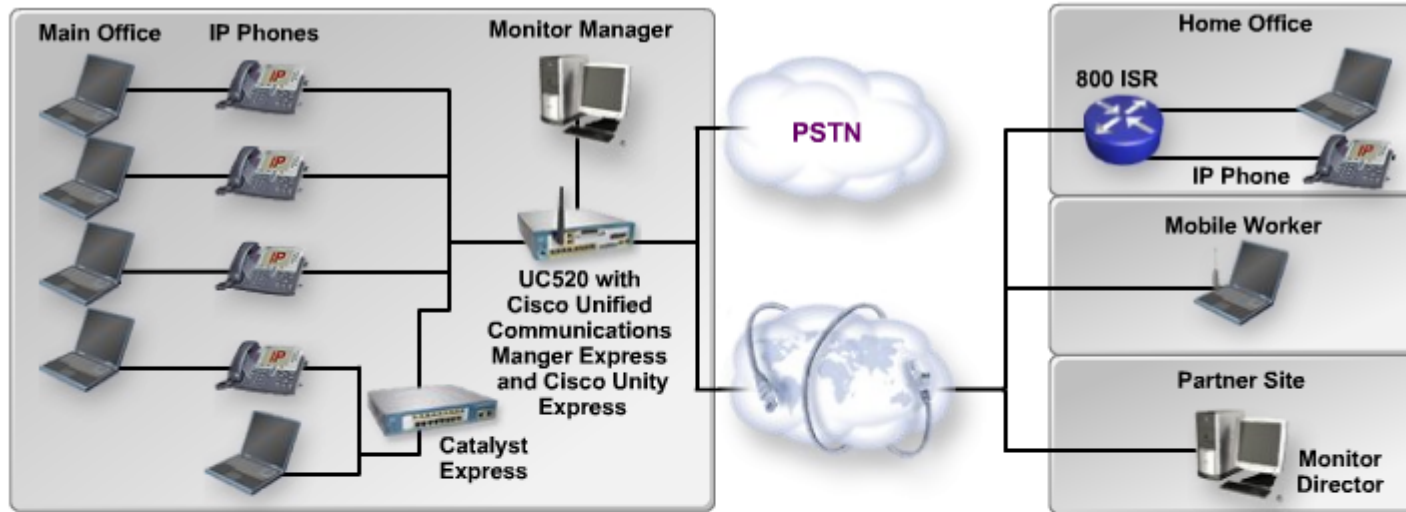 Main Office
IP Phones
Monitor Manager
IP
IP
IP
IP
UC520 with
Cisco Unified
Communications
Manger Express
and Cisco Unity
Express
Catalyst
Express
PSTN
Home Office
800 ISR
IP
IP Phone
Mobile Worker
Partner Site
Monitor
Director